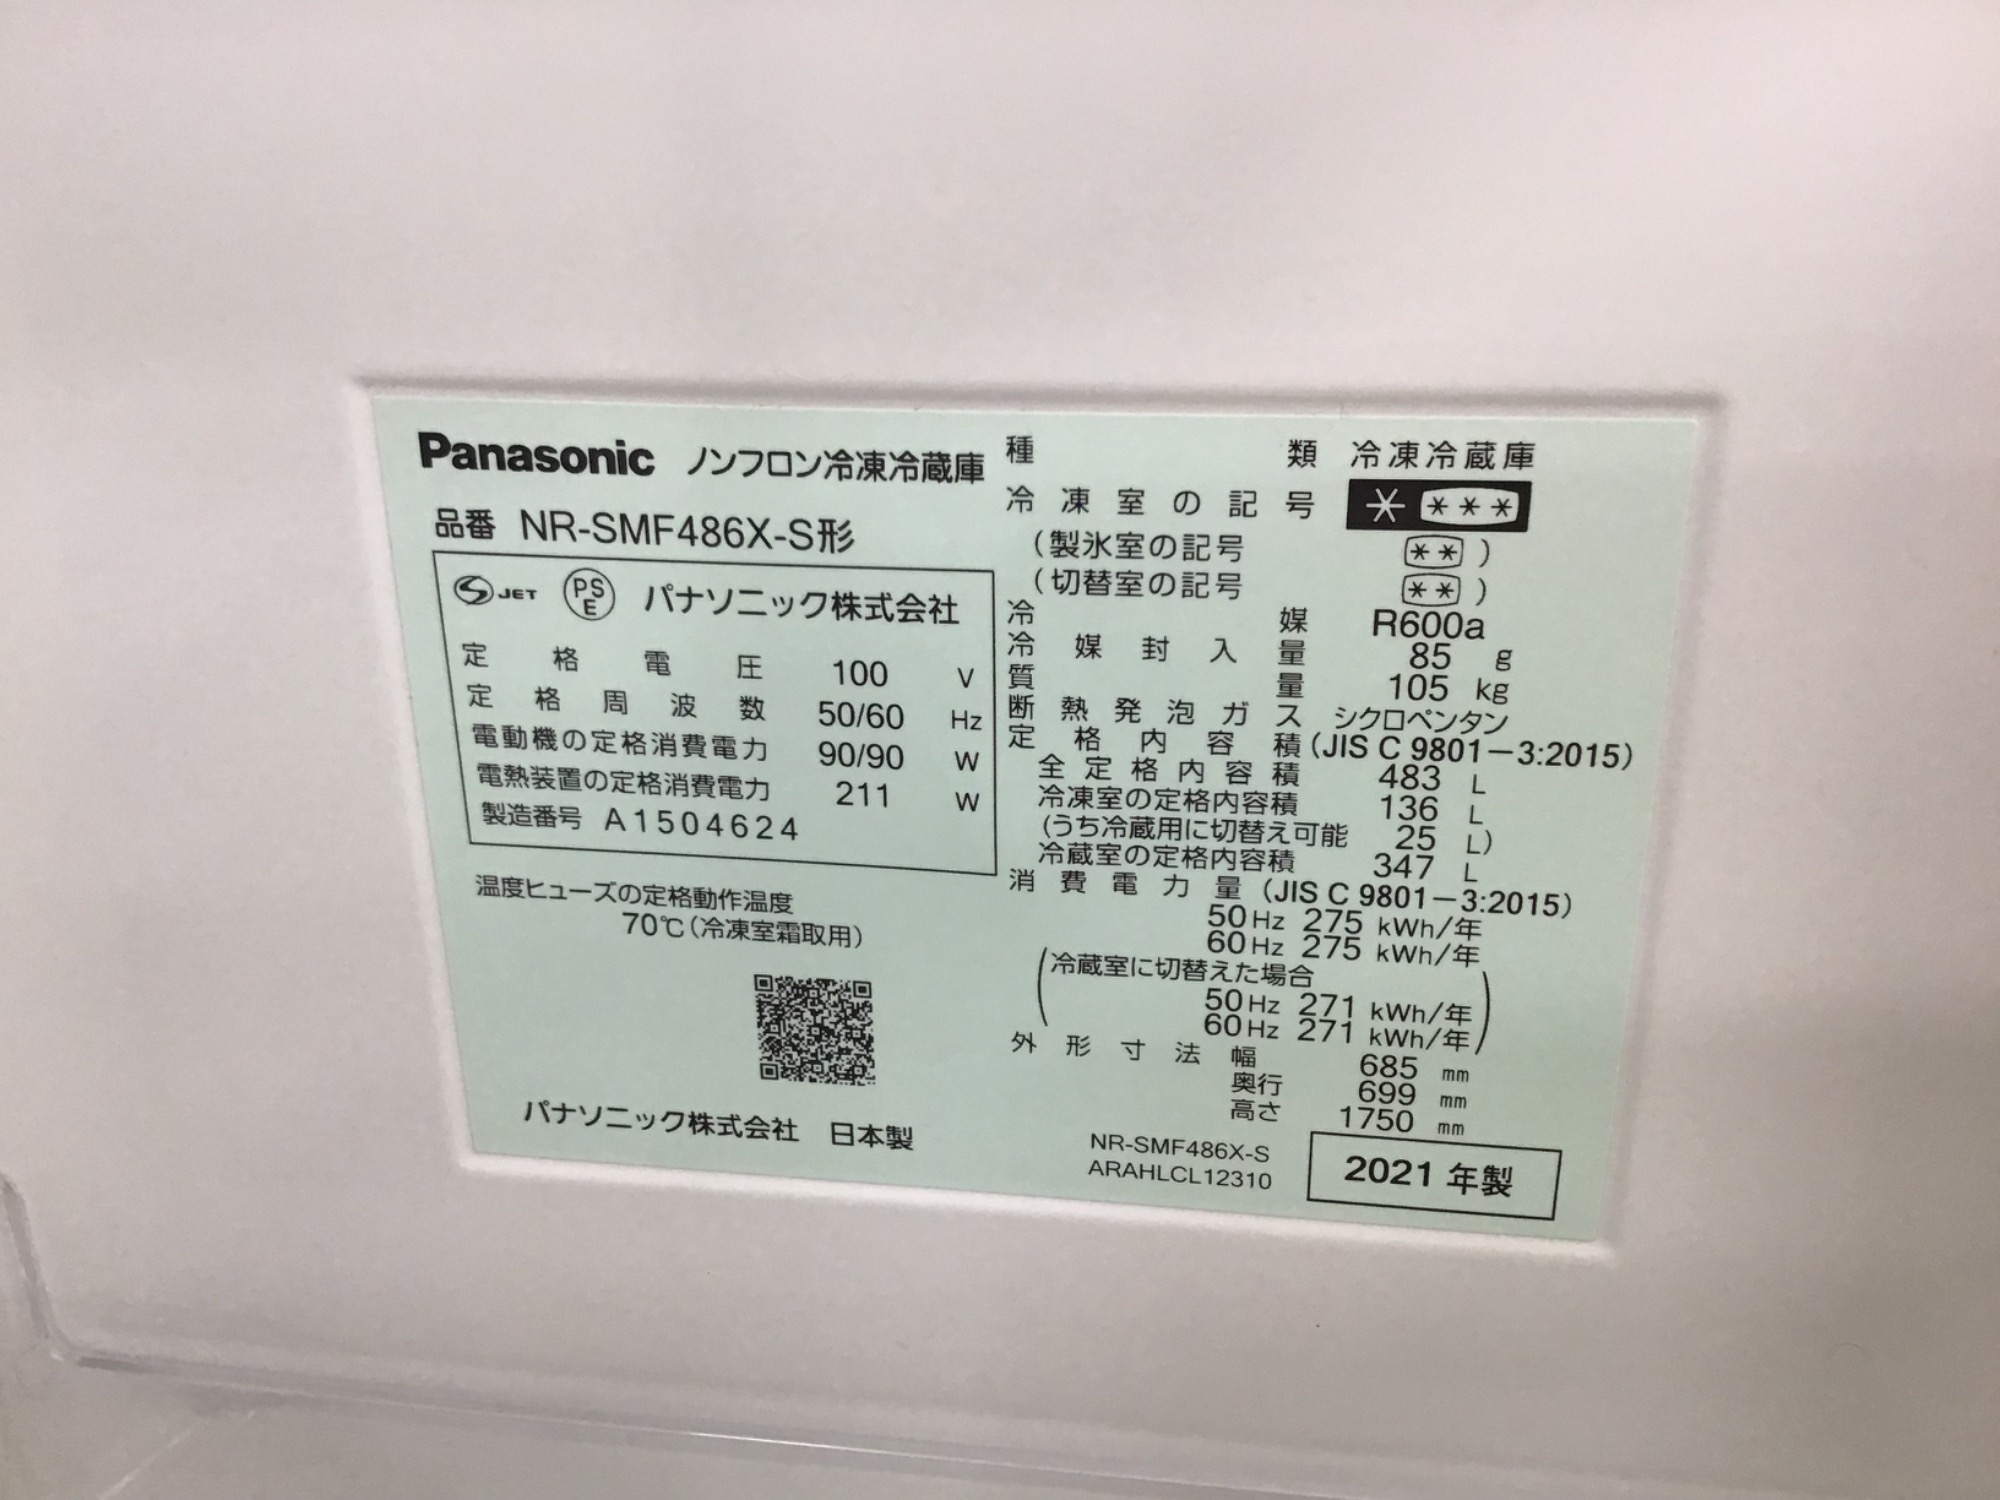 Panasonic ノンフロン冷凍冷蔵庫
品番 NR-SMF486X-S形
S JET PSE パナソニック株式会社
定格電圧 100 V
定格周波数 50/60 Hz
電動機の定格消費電力 90/90 W
電熱装置の定格消費電力 211 W
製造番号 A1504624
温度ヒューズの定格動作温度
70℃(冷凍室霜取用)
パナソニック株式会社 日本製
種類 冷凍冷蔵庫
冷凍室の記号 * ***
(製氷室の記号 **)
(切替室の記号 **)
冷媒 R600a
冷媒封入量 85 g
質量 105 kg
断熱発泡ガス シクロペンタン
定格内容積(JIS C 9801-3:2015)
全定格内容積 483 L
冷凍室の定格内容積 136 L
(うち冷蔵用に切替え可能 25 L)
冷蔵室の定格内容積 347 L
消費電力量(JIS C 9801-3:2015)
50Hz 275 kWh/年
60Hz 275 kWh/年
(冷蔵室に切替えた場合
50Hz 271 kWh/年
60Hz 271 kWh/年)
外形寸法 幅 685 mm
奥行 699 mm
高さ 1750 mm
NR-SMF486X-S
ARAHLCL12310
2021年製